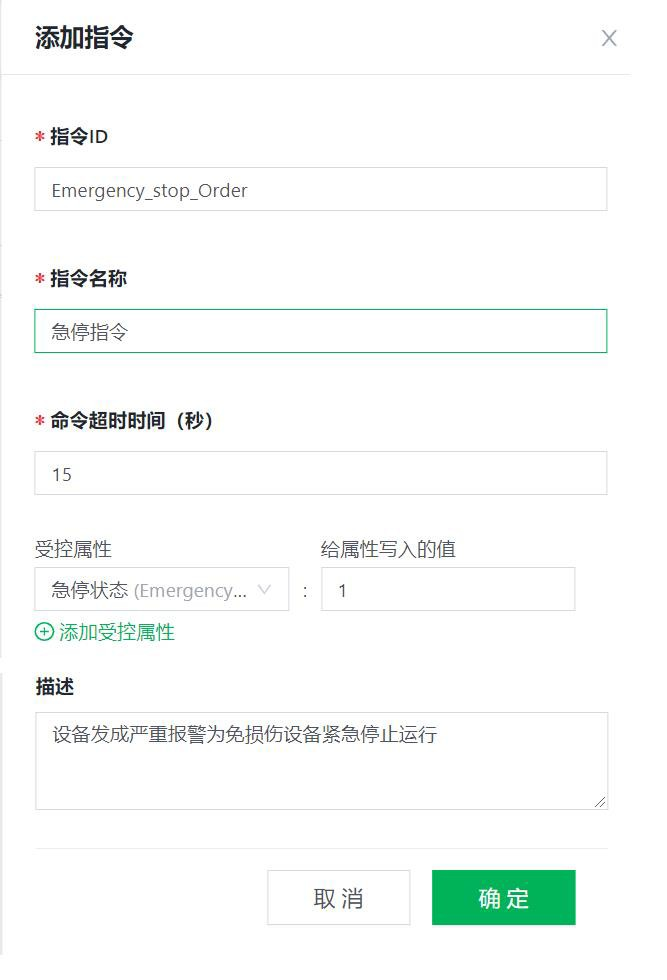 添加指令
* 指令ID
Emergency_stop_Order
* 指令名称
急停指令
* 命令超时时间（秒）
15
受控属性 给属性写入的值
急停状态 (Emergency... : 1
添加受控属性
描述
设备发成严重报警为免损伤设备紧急停止运行
取消 确定